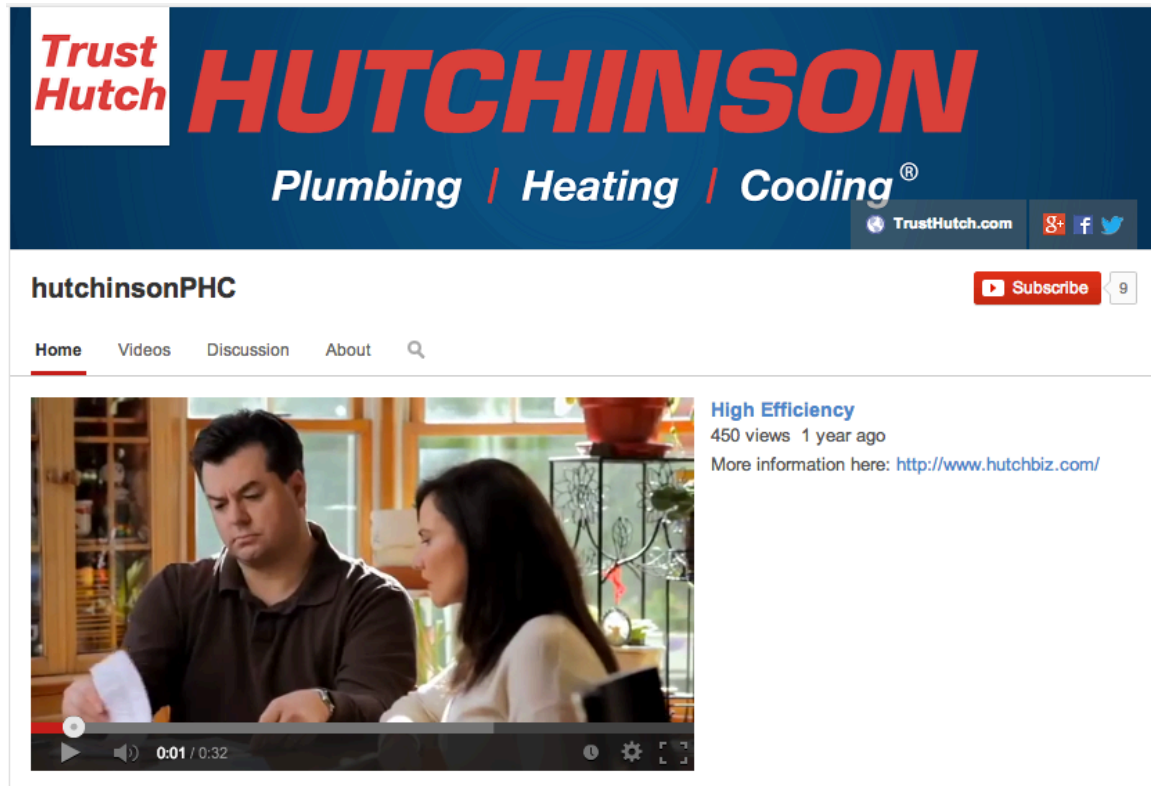 Trust
Hutch
HUTCHINSON
Plumbing / Heating / Cooling®
TrustHutch.com
hutchinsonPHC
Subscribe 9
Home Videos Discussion About
High Efficiency
450 views 1 year ago
More information here: http://www.hutchbiz.com/
0:01 / 0:32